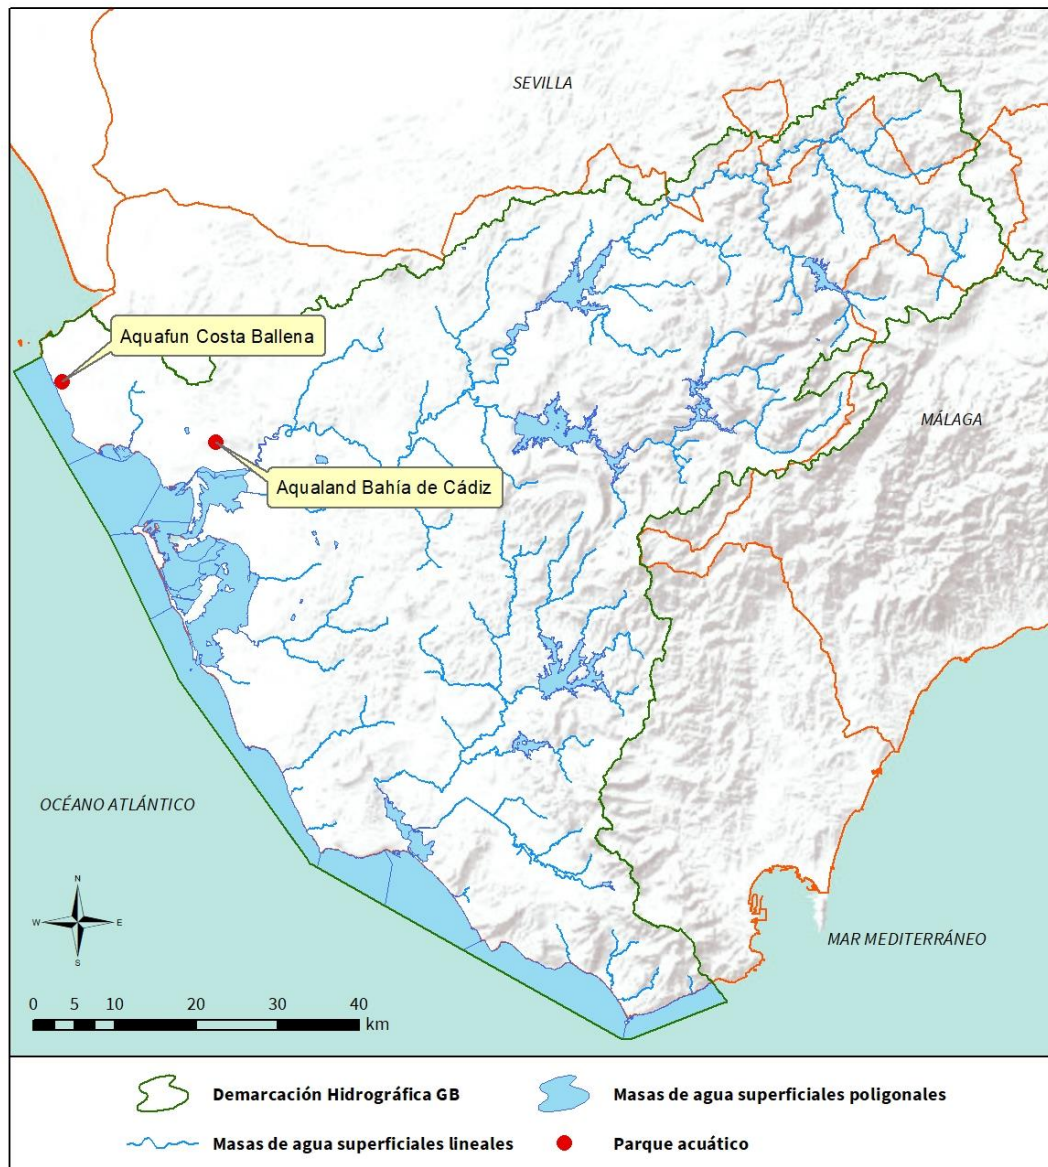 SEVILLA
Aquafun Costa Ballena
MÁLAGA
Aqualand Bahía de Cádiz
OCÉANO ATLÁNTICO
N
W E
S
MAR MEDITERRÁNEO
0 5 10 20 30 40
km
Demarcación Hidrográfica GB
Masas de agua superficiales poligonales
Masas de agua superficiales lineales
Parque acuático